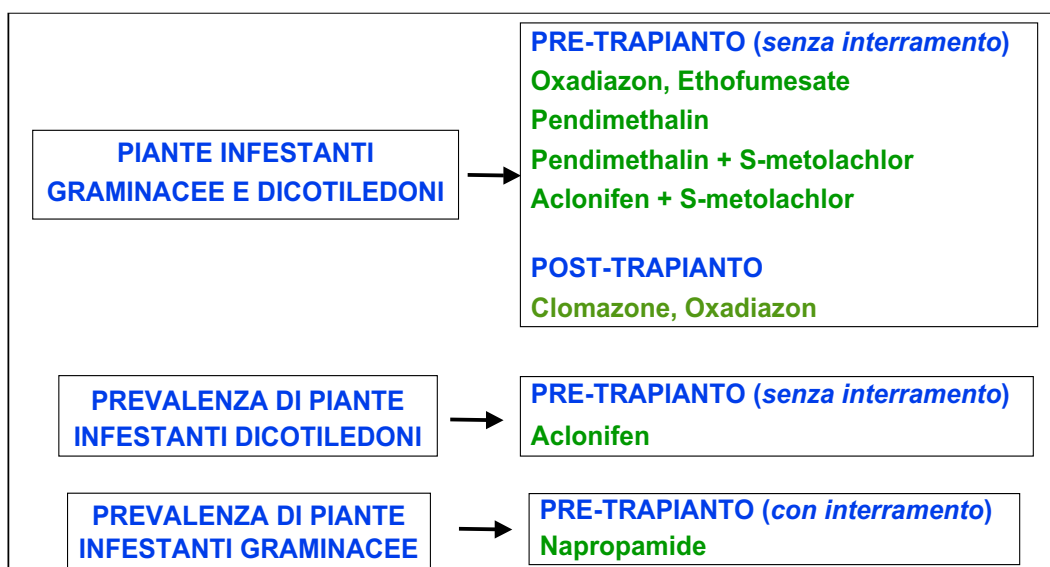 PIANTE INFESTANTI
GRAMINACEE E DICOTILEDONI
PRE-TRAPIANTO (senza interramento)
Oxadiazon, Ethofumesate
Pendimethalin
Pendimethalin + S-metolachlor
Aclonifen + S-metolachlor
POST-TRAPIANTO
Clomazone, Oxadiazon
PREVALENZA DI PIANTE
INFESTANTI DICOTILEDONI
PRE-TRAPIANTO (senza interramento)
Aclonifen
PREVALENZA DI PIANTE
INFESTANTI GRAMINACEE
PRE-TRAPIANTO (con interramento)
Napropamide